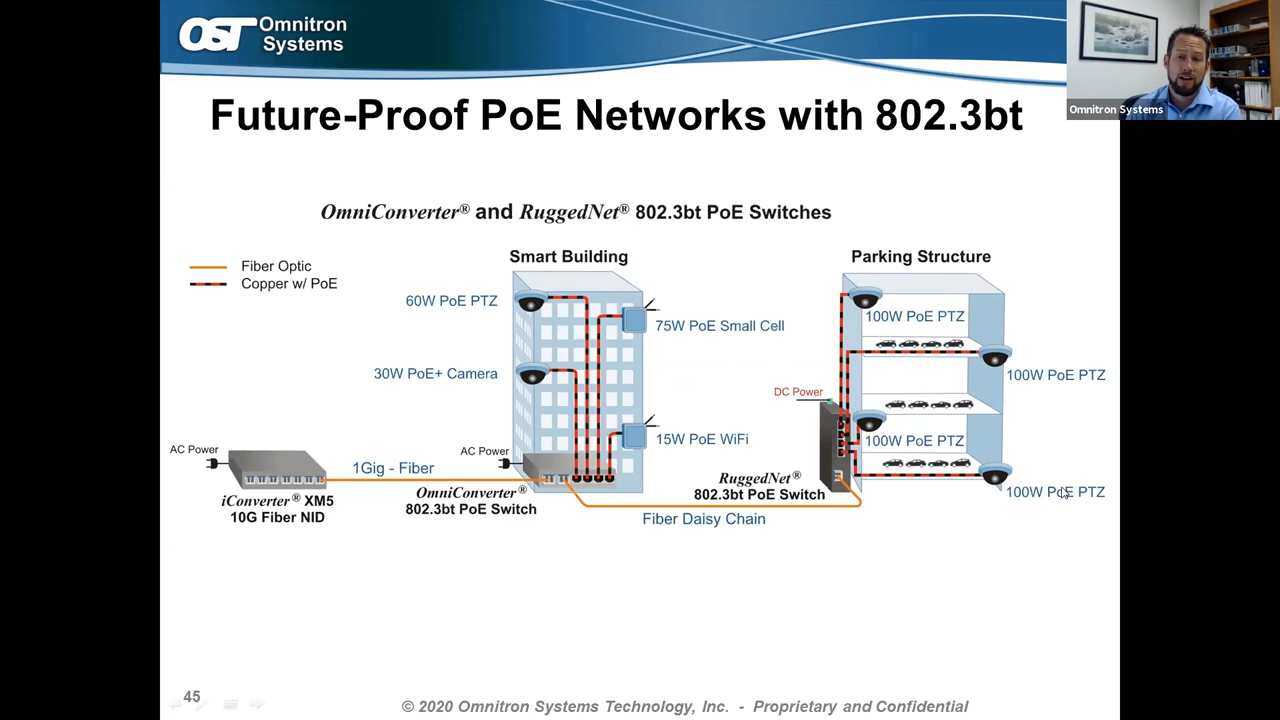 OST Omnitron
Systems
Omnitron Systems
Future-Proof PoE Networks with 802.3bt
OmniConverter® and RuggedNet® 802.3bt PoE Switches
Fiber Optic
Copper w/ PoE
Smart Building
Parking Structure
60W PoE PTZ
75W PoE Small Cell
30W PoE+ Camera
15W PoE WiFi
100W PoE PTZ
100W PoE PTZ
DC Power
100W PoE PTZ
100W PoE PTZ
AC Power
1Gig - Fiber
AC Power
iConverter® XM5
10G Fiber NID
OmniConverter®
802.3bt PoE Switch
RuggedNet®
802.3bt PoE Switch
Fiber Daisy Chain
45
© 2020 Omnitron Systems Technology, Inc. - Proprietary and Confidential